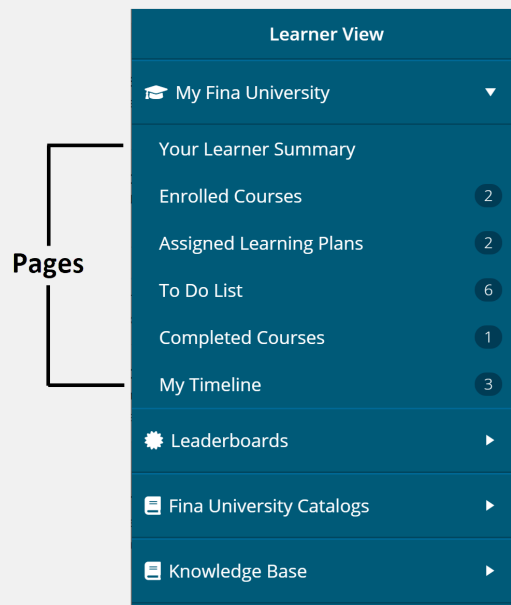 Learner View
My Fina University
Your Learner Summary
Enrolled Courses 2
Assigned Learning Plans 2
Pages
To Do List 6
Completed Courses 1
My Timeline 3
Leaderboards
Fina University Catalogs
Knowledge Base